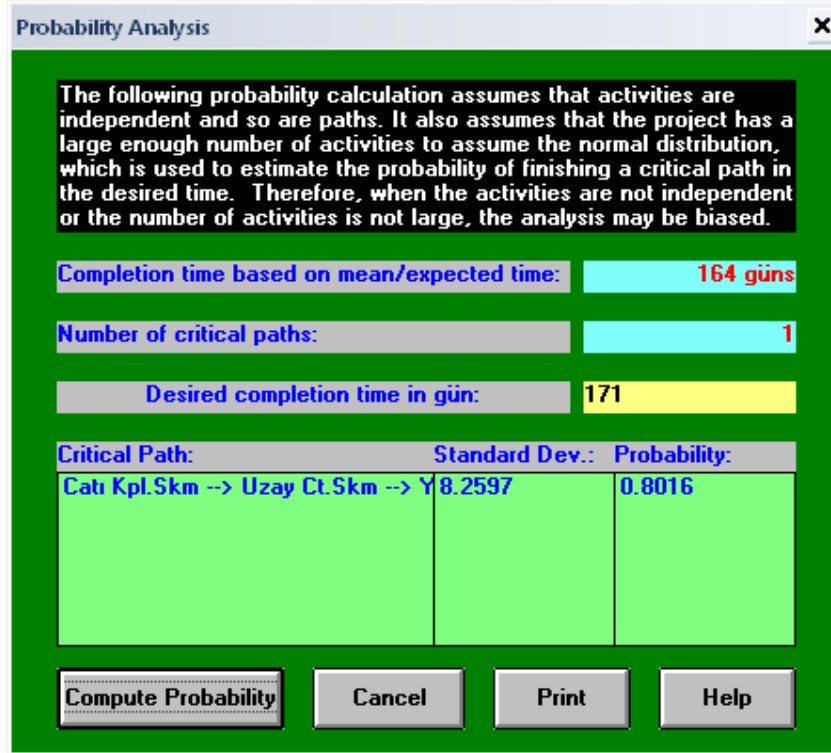 Probability Analysis
The following probability calculation assumes that activities are
independent and so are paths. It also assumes that the project has a
large enough number of activities to assume the normal distribution,
which is used to estimate the probability of finishing a critical path in
the desired time.  Therefore, when the activities are not independent
or the number of activities is not large, the analysis may be biased.
Completion time based on mean/expected time: 164 güns
Number of critical paths: 1
Desired completion time in gün: 171
Critical Path: Standard Dev.: Probability:
Catı Kpl.Skm --> Uzay Ct.Skm --> Y 8.2597 0.8016
Compute Probability Cancel Print Help